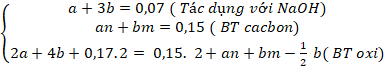 a + 3b = 0,07 ( Tác dụng với NaOH)
an + bm = 0,15 ( BT cacbon)
2a + 4b + 0,17.2 = 0,15. 2 + an + bm − 1/2 b( BT oxi)